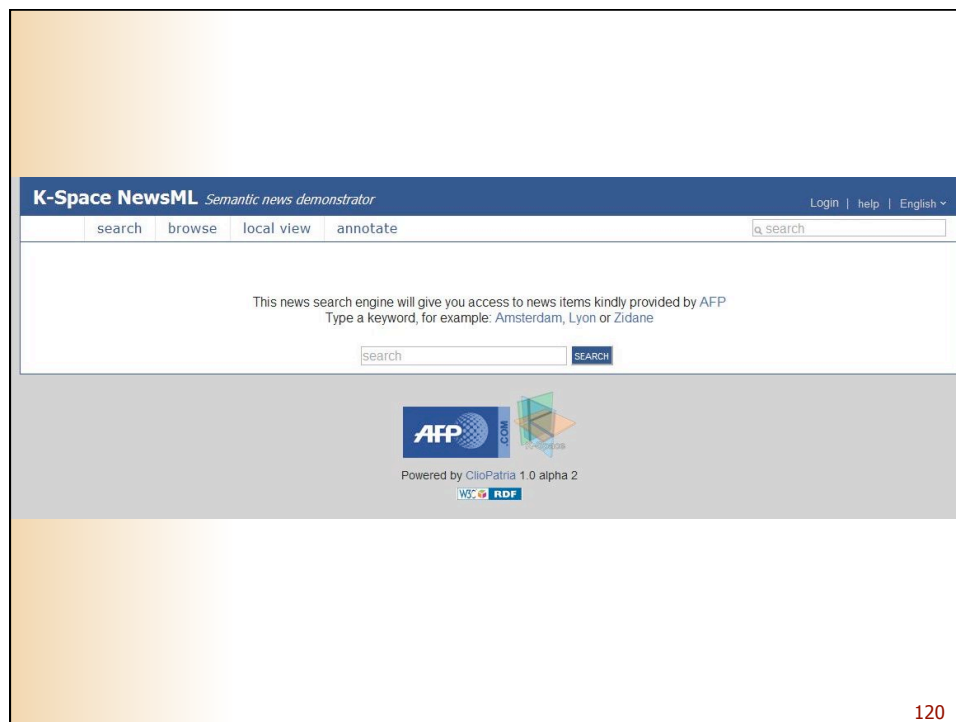 K-Space NewsML Semantic news demonstrator
Login | help | English
search browse local view annotate
search
This news search engine will give you access to news items kindly provided by AFP
Type a keyword, for example: Amsterdam, Lyon or Zidane
search SEARCH
AFP .COM
K-Space
Powered by ClioPatria 1.0 alpha 2
W3C RDF
120